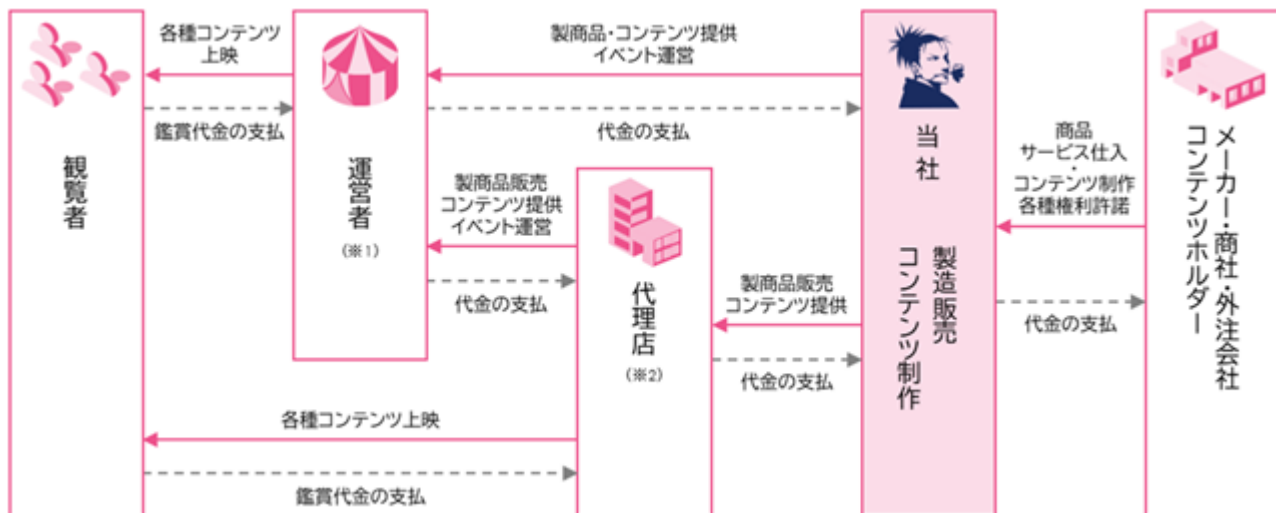 各種コンテンツ
上映
鑑賞代金の支払
観覧者
運営者
(※1)
製商品・コンテンツ提供
イベント運営
代金の支払
製商品販売
コンテンツ提供
イベント運営
代金の支払
代理店
(※2)
各種コンテンツ上映
鑑賞代金の支払
製商品販売
コンテンツ提供
代金の支払
当社
製造販売
コンテンツ制作
商品
サービス仕入
・
コンテンツ制作
各種権利許諾
代金の支払
メーカー・商社・外注会社
コンテンツホルダー